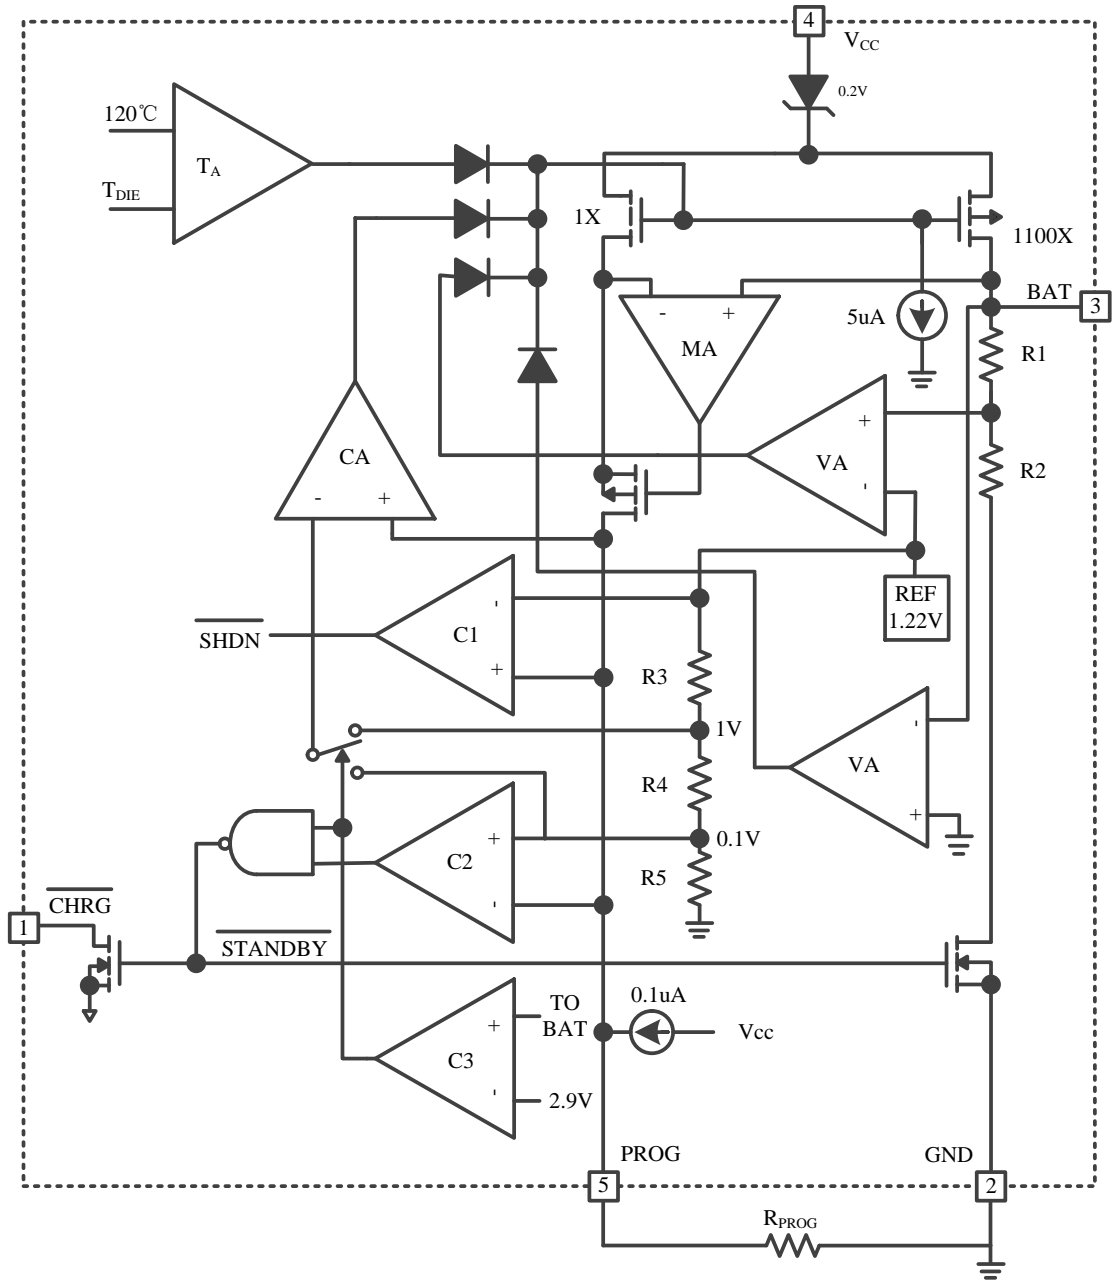 4
VCC
0.2V
120℃
TA
TDIE
1X
1100X
BAT
3
5uA
- +
MA
R1
+
VA
-
R2
CA
- +
REF
1.22V
SHDN
-
C1
+
R3
1V
-
VA
+
R4
0.1V
+
C2
-
R5
CHRG
1
STANDBY
0.1uA
TO
BAT
+
Vcc
C3
-
2.9V
PROG
GND
5
2
RPROG